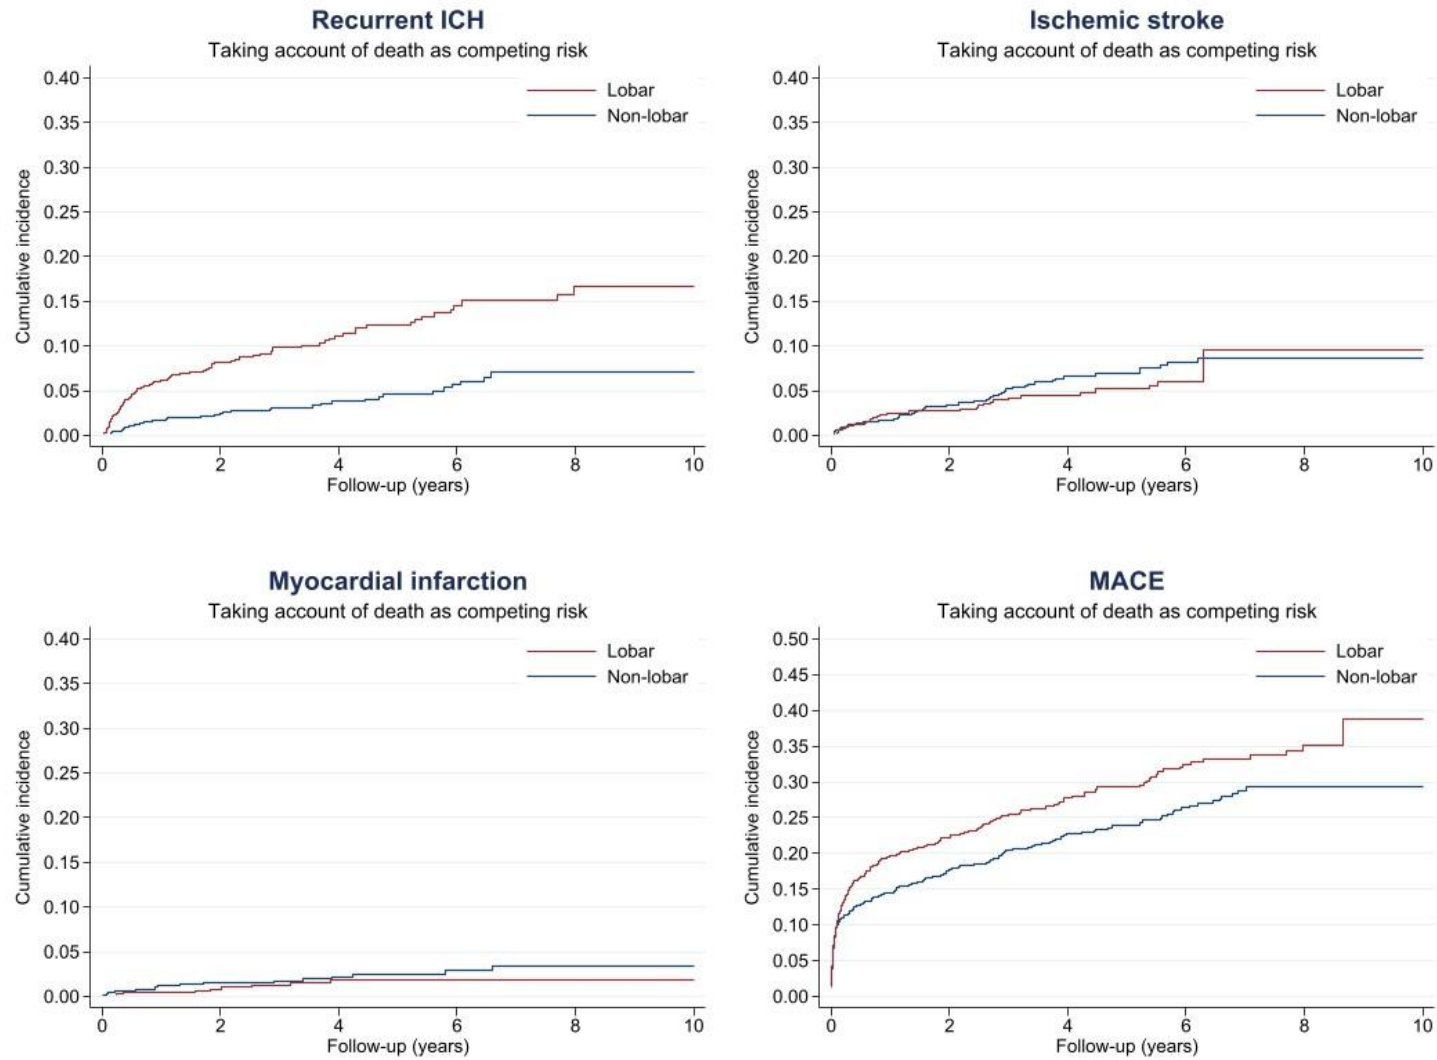 Recurrent ICH
Taking account of death as competing risk
Lobar
Non-lobar
Cumulative incidence
0.40
0.35
0.30
0.25
0.20
0.15
0.10
0.05
0.00
0 2 4 6 8 10
Follow-up (years)
Ischemic stroke
Taking account of death as competing risk
Lobar
Non-lobar
Cumulative incidence
0.40
0.35
0.30
0.25
0.20
0.15
0.10
0.05
0.00
0 2 4 6 8 10
Follow-up (years)
Myocardial infarction
Taking account of death as competing risk
Lobar
Non-lobar
Cumulative incidence
0.40
0.35
0.30
0.25
0.20
0.15
0.10
0.05
0.00
0 2 4 6 8 10
Follow-up (years)
MACE
Taking account of death as competing risk
Lobar
Non-lobar
Cumulative incidence
0.50
0.45
0.40
0.35
0.30
0.25
0.20
0.15
0.10
0.05
0.00
0 2 4 6 8 10
Follow-up (years)